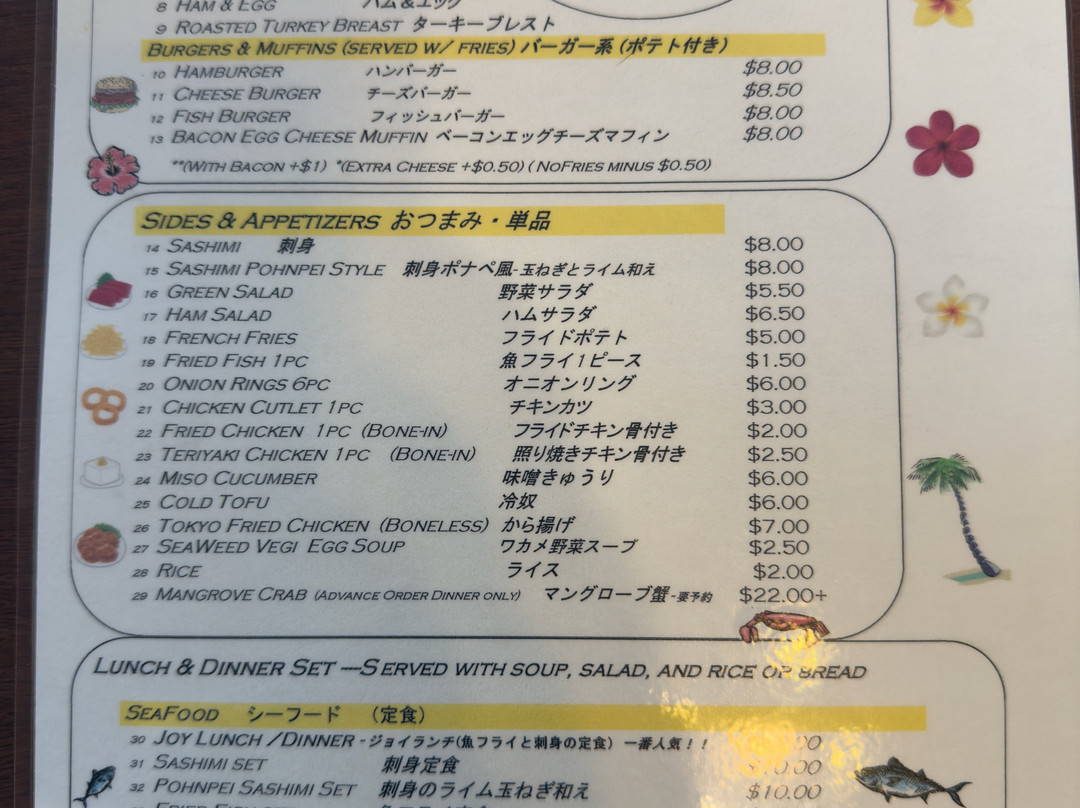 8 Ham & Egg ハム＆エッグ
9 Roasted Turkey Breast ターキーブレスト
Burgers & Muffins (served w/ fries) バーガー系 (ポテト付き)
10 Hamburger ハンバーガー $8.00
11 Cheese Burger チーズバーガー $8.50
12 Fish Burger フィッシュバーガー $8.00
13 Bacon Egg Cheese Muffin ベーコンエッグチーズマフィン $8.00
**(With Bacon +$1) *(Extra Cheese +$0.50) ( NoFries minus $0.50)
Sides & Appetizers おつまみ・単品
14 Sashimi 刺身 $8.00
15 Sashimi Pohnpei Style 刺身ポナペ風-玉ねぎとライム和え $8.00
16 Green Salad 野菜サラダ $5.50
17 Ham Salad ハムサラダ $6.50
18 French Fries フライドポテト $5.00
19 Fried Fish 1pc 魚フライ1ピース $1.50
20 Onion Rings 6pc オニオンリング $6.00
21 Chicken Cutlet 1pc チキンカツ $3.00
22 Fried Chicken 1pc (Bone-in) フライドチキン骨付き $2.00
23 Teriyaki Chicken 1pc (Bone-in) 照り焼きチキン骨付き $2.50
24 Miso Cucumber 味噌きゅうり $6.00
25 Cold Tofu 冷奴 $6.00
26 Tokyo Fried Chicken (Boneless) から揚げ $7.00
27 SeaWeed Vegi Egg Soup ワカメ野菜スープ $2.50
28 Rice ライス $2.00
29 Mangrove Crab (Advance Order Dinner only) マングローブ蟹-要予約 $22.00+
Lunch & Dinner Set —Served with soup, salad, and rice or bread
SeaFood シーフード （定食）
30 Joy Lunch /Dinner -ジョイランチ(魚フライと刺身の定食) 一番人気！！
31 Sashimi set 刺身定食
32 Pohnpei Sashimi Set 刺身のライム玉ねぎ和え $10.00